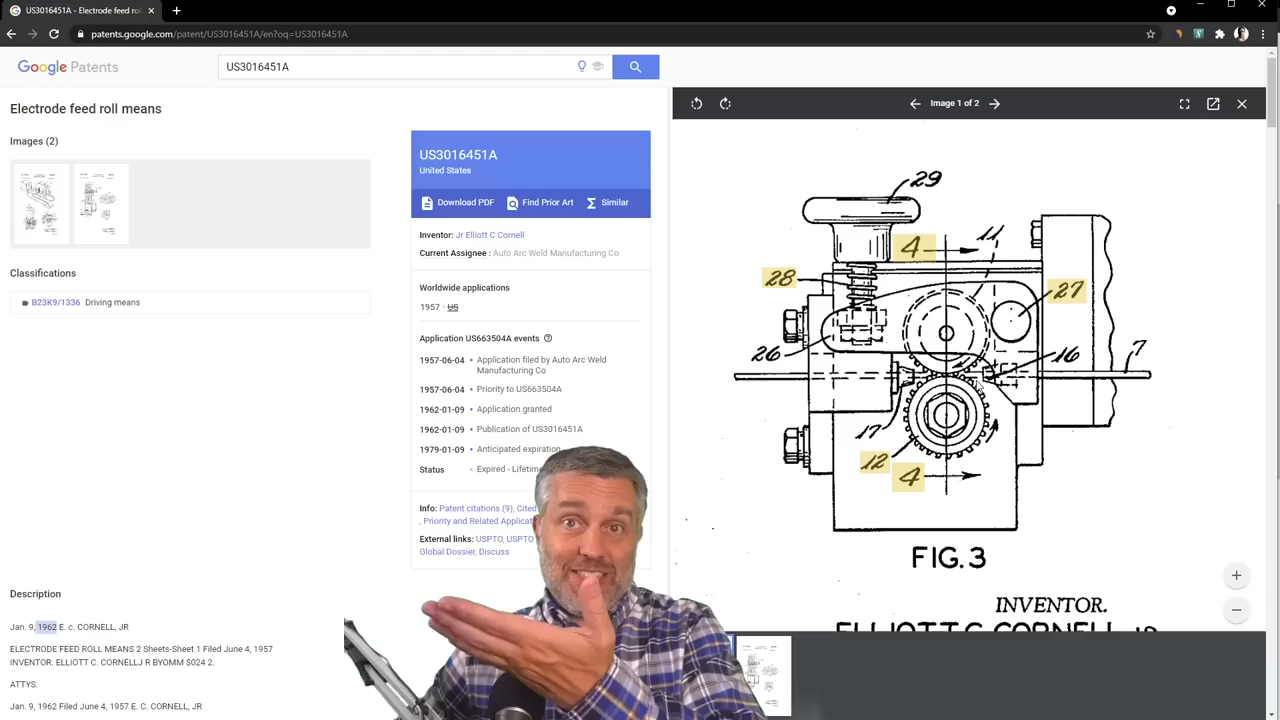 US3016451A - Electrode feed rol
patents.google.com/patent/US3016451A/en?oq=US3016451A
Google Patents
US3016451A
Electrode feed roll means
Images (2)
Classifications
B23K9/1336 Driving means
US3016451A
United States
Download PDF Find Prior Art Similar
Inventor: Jr Elliott C Cornell
Current Assignee : Auto Arc Weld Manufacturing Co
Worldwide applications
1957 · US
Application US663504A events
1957-06-04 • Application filed by Auto Arc Weld
Manufacturing Co
1957-06-04 • Priority to US663504A
1962-01-09 • Application granted
1962-01-09 • Publication of US3016451A
1979-01-09 • Anticipated expiration
Status • Expired - Lifetime
Info: Patent citations (9), Cited
, Priority and Related Applicat
External links: USPTO, USPTO
Global Dossier, Discuss
Description
Jan. 9, 1962 E. c. CORNELL, JR
ELECTRODE FEED ROLL MEANS 2 Sheets-Sheet 1 Filed June 4, 1957
INVENTOR. ELLIOTT C. CORNELLJ R BYOMM S024 2.
ATTYS.
Jan. 9, 1962 Filed June 4, 1957 E. C. CORNELL, JR
Image 1 of 2
29
4
11
28
27
26
16
7
17
12
4
FIG. 3
INVENTOR.
ELLIOTT C. CORNELL